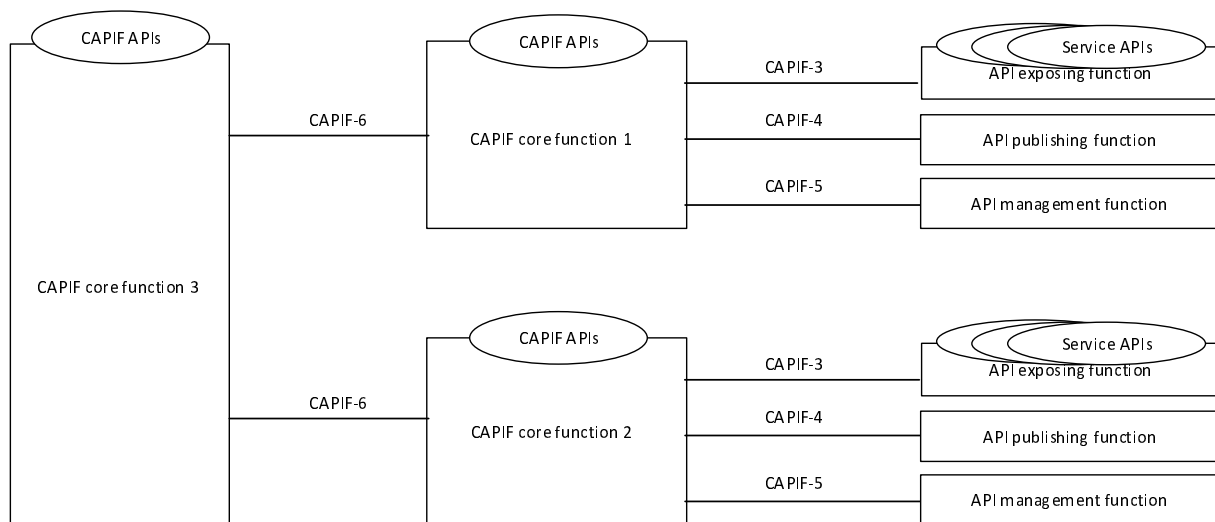 CAPIF APIs
CAPIF APIs
Service APIs
CAPIF-3
API exposing function
CAPIF-6
CAPIF-4
CAPIF core function 1
API publishing function
CAPIF-5
API management function
CAPIF core function 3
CAPIF APIs
Service APIs
CAPIF-3
API exposing function
CAPIF-6
CAPIF-4
CAPIF core function 2
API publishing function
CAPIF-5
API management function